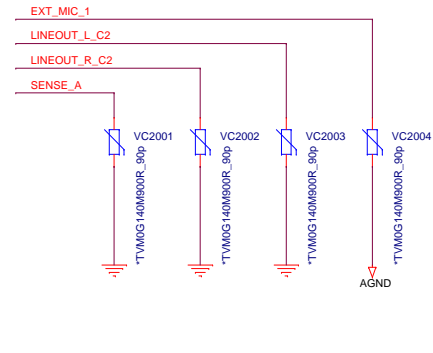 EXT_MIC_1
LINEOUT_L_C2
LINEOUT_R_C2
SENSE_A
VC2001
VC2002
VC2003
VC2004
*TVM0G140M900R_90p
*TVM0G140M900R_90p
*TVM0G140M900R_90p
*TVM0G140M900R_90p
AGND